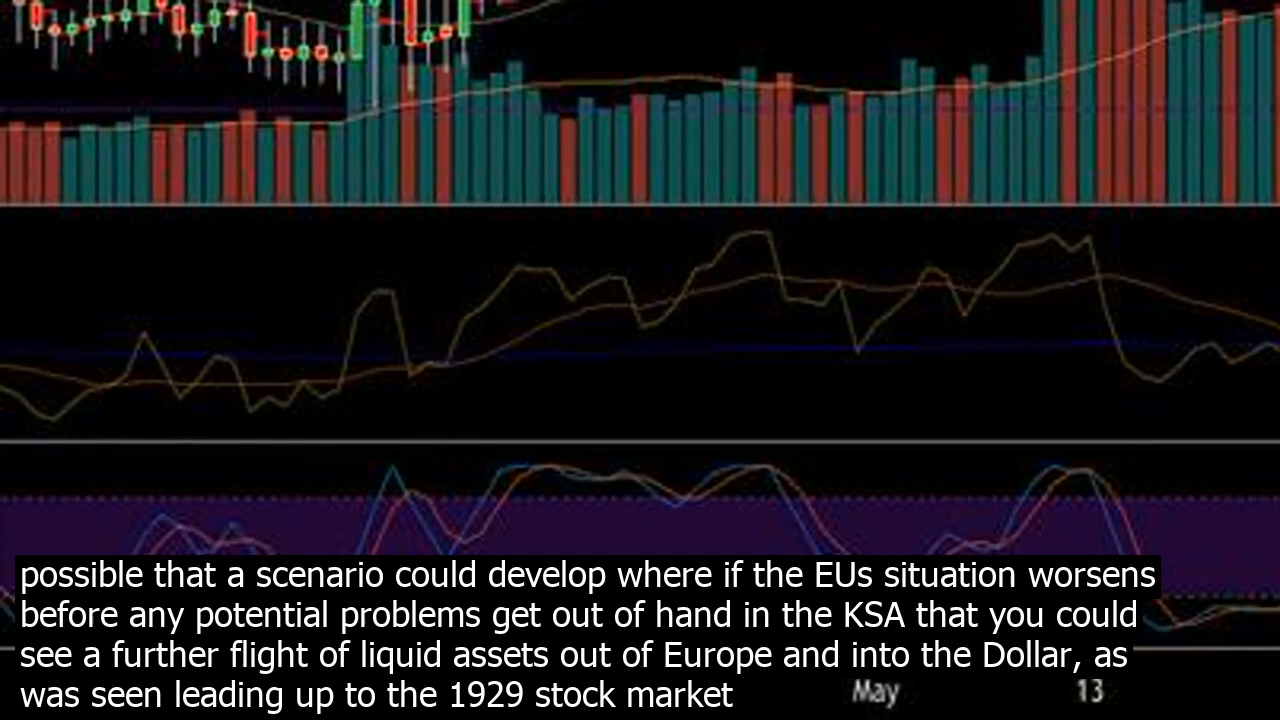 possible that a scenario could develop where if the EUs situation worsens
before any potential problems get out of hand in the KSA that you could
see a further flight of liquid assets out of Europe and into the Dollar, as
was seen leading up to the 1929 stock market
May 13